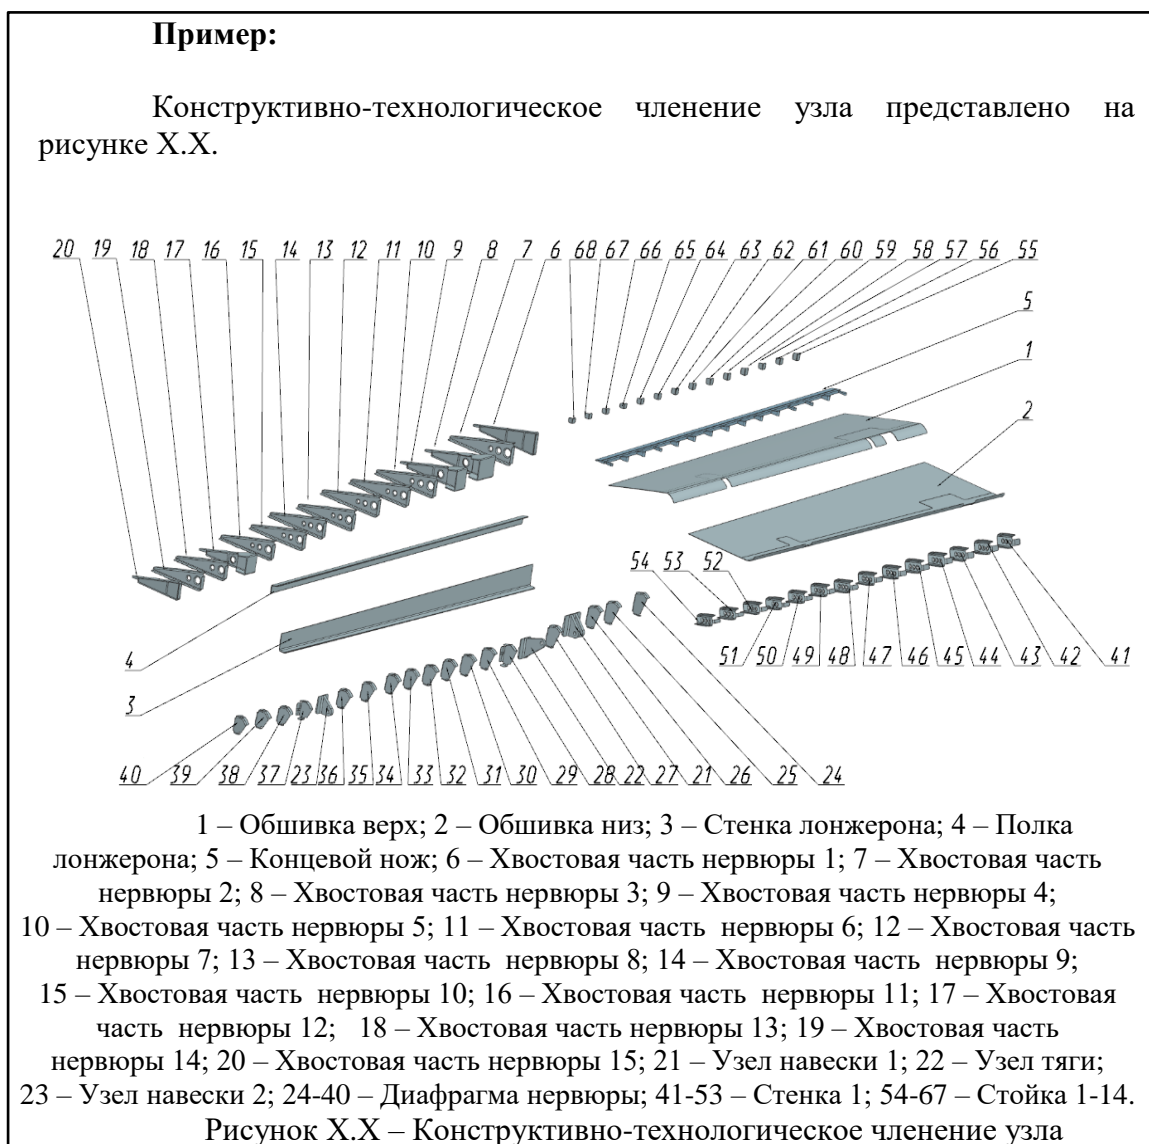 Пример:
Конструктивно-технологическое членение узла представлено на
рисунке Х.Х.
20 19 18 17 16 15 14 13 12 11 10 9 8 7 6 68 67 66 65 64 63 62 61 60 59 58 57 56 55
5
1
2
54 53 52
51 50 49 48 47 46 45 44 43 42 41
4
3
40 39 38 37 23 36 35 34 33 32 31 30 29 28 22 27 21 26 25 24
1 – Обшивка верх; 2 – Обшивка низ; 3 – Стенка лонжерона; 4 – Полка
лонжерона; 5 – Концевой нож; 6 – Хвостовая часть нервюры 1; 7 – Хвостовая часть
нервюры 2; 8 – Хвостовая часть нервюры 3; 9 – Хвостовая часть нервюры 4;
10 – Хвостовая часть нервюры 5; 11 – Хвостовая часть нервюры 6; 12 – Хвостовая часть
нервюры 7; 13 – Хвостовая часть нервюры 8; 14 – Хвостовая часть нервюры 9;
15 – Хвостовая часть нервюры 10; 16 – Хвостовая часть нервюры 11; 17 – Хвостовая
часть нервюры 12; 18 – Хвостовая часть нервюры 13; 19 – Хвостовая часть
нервюры 14; 20 – Хвостовая часть нервюры 15; 21 – Узел навески 1; 22 – Узел тяги;
23 – Узел навески 2; 24-40 – Диафрагма нервюры; 41-53 – Стенка 1; 54-67 – Стойка 1-14.
Рисунок Х.Х – Конструктивно-технологическое членение узла